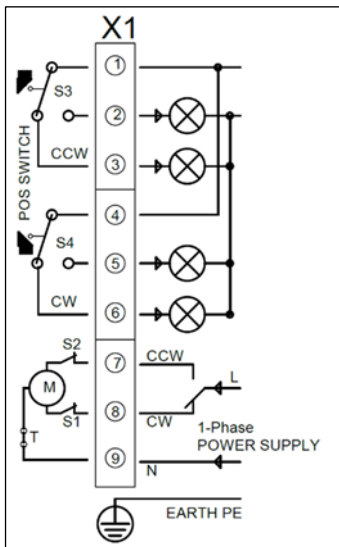 X1
1
S3
2
CCW
3
POS SWITCH
4
S4
5
CW
6
S2
7
CCW
L
M
8
CW
S1
1-Phase
POWER SUPPLY
T
9
N
EARTH PE